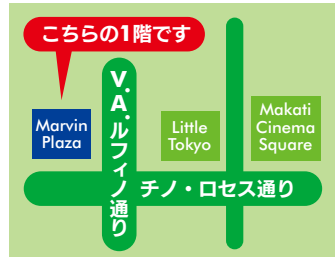 こちらの1階です
V.A.ルフィノ通り
Marvin
Plaza
Little
Tokyo
Makati
Cinema
Square
チノ・ロセス通り